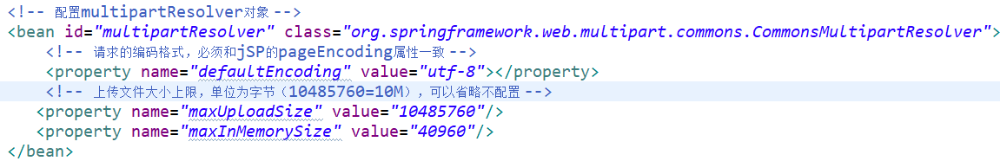 <!-- 配置multipartResolver对象 -->
<bean id="multipartResolver" class="org.springframework.web.multipart.commons.CommonsMultipartResolver">
<!-- 请求的编码格式，必须和jSP的pageEncoding属性一致 -->
<property name="defaultEncoding" value="utf-8"></property>
<!-- 上传文件大小上限，单位为字节（10485760=10M），可以省略不配置 -->
<property name="maxUploadSize" value="10485760"/>
<property name="maxInMemorySize" value="40960"/>
</bean>